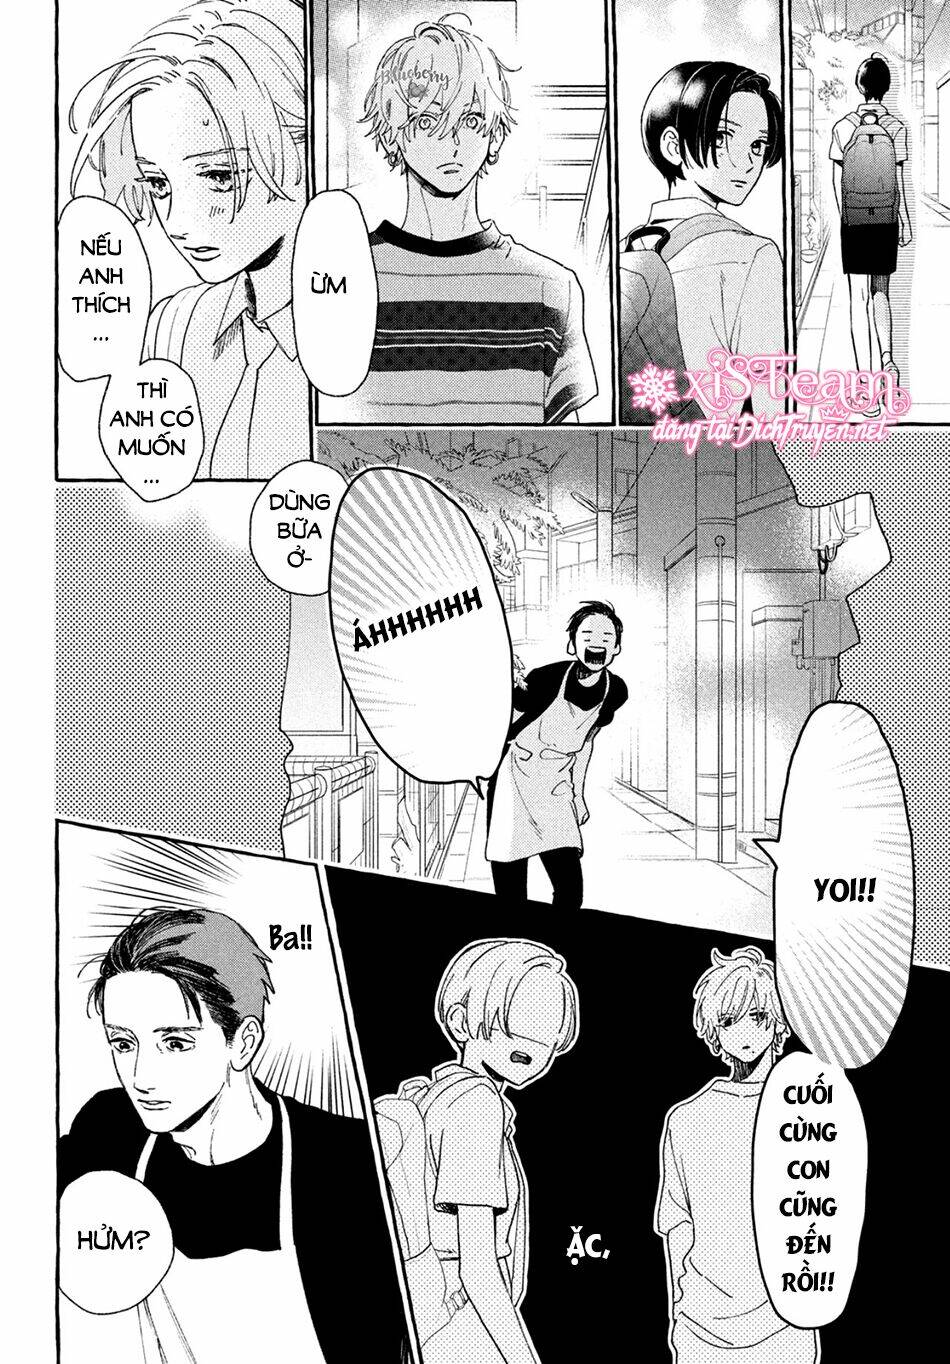 Blueberry
ỪM
NẾU
ANH
THÍCH
...
THÌ
ANH CÓ
MUỐN
...
xiSTeam
đăng tại DichTruyen.net
DÙNG
BỮA
Ở-
ÁHHHHHH
YOI!!
CUỐI
CÙNG
CON
CŨNG
ĐẾN
RỒI!!
ẶC,
Ba!!
HỬM?